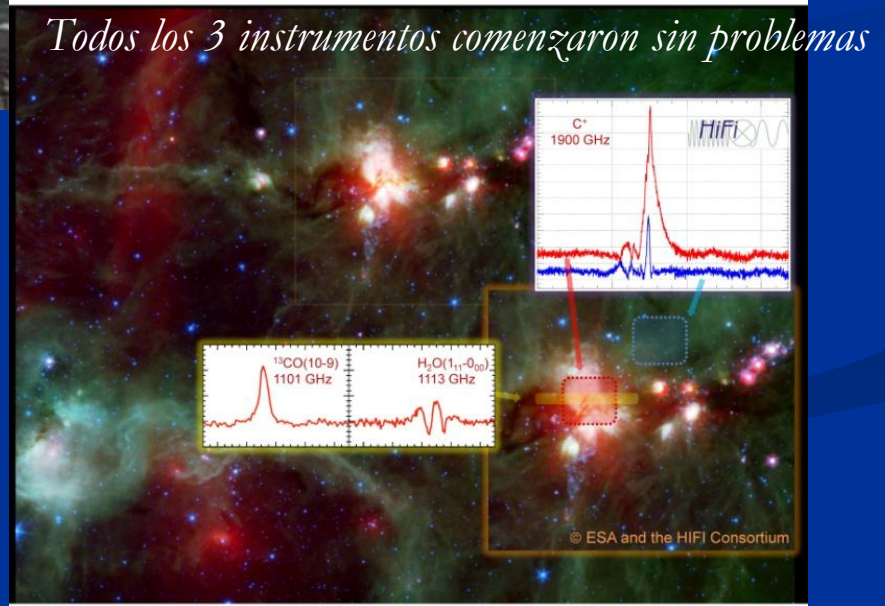 Todos los 3 instrumentos comenzaron sin problemas
C⁺
1900 GHz
HiFi
¹³CO(10-9)
1101 GHz
H₂O(1₁₁-0₀₀)
1113 GHz
© ESA and the HIFI Consortium